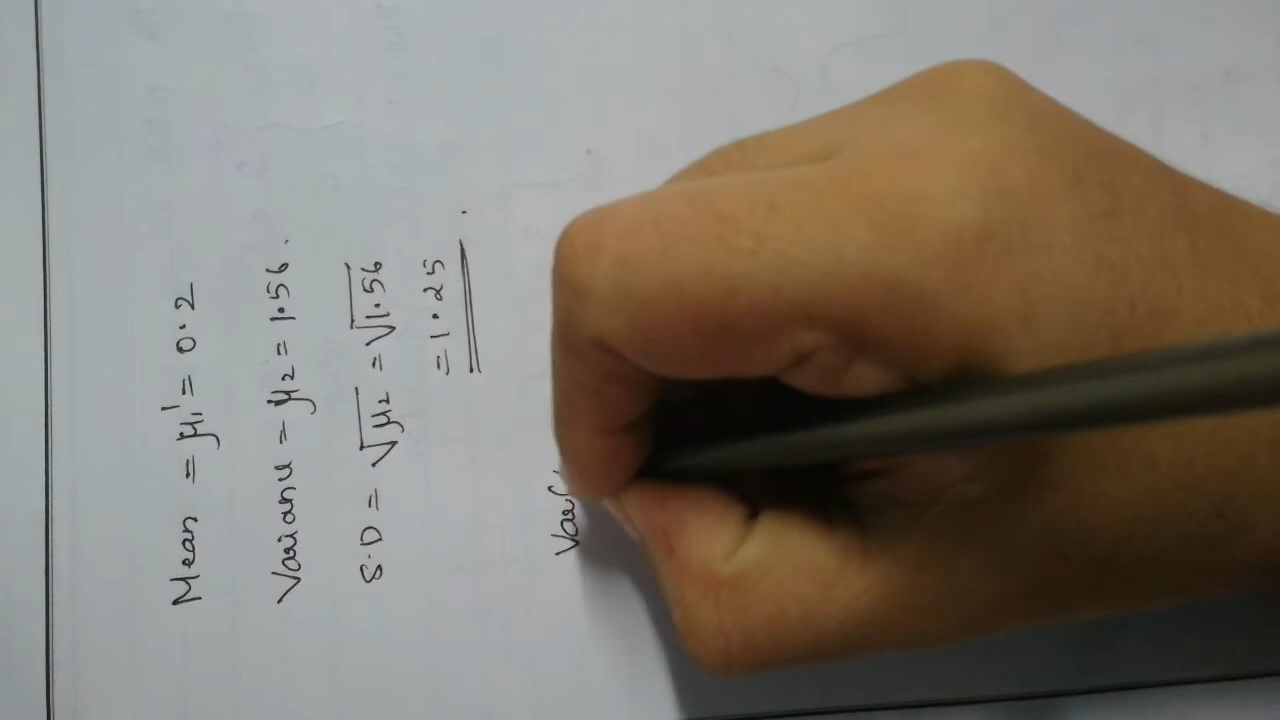 Mean = μ₁' = 0.2
Variance = μ₂ = 1.56.
S.D = √μ₂ = √1.56
= 1.25.